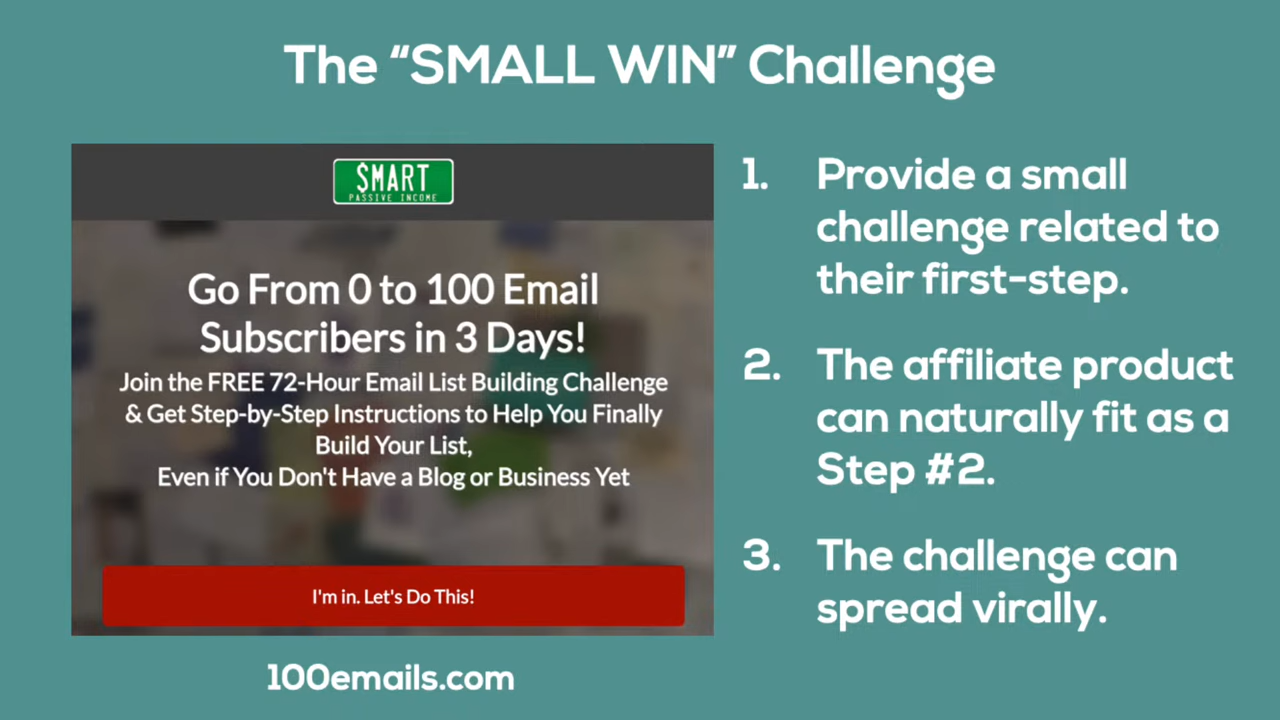 The “SMALL WIN” Challenge
$MART
PASSIVE INCOME
Go From 0 to 100 Email
Subscribers in 3 Days!
Join the FREE 72-Hour Email List Building Challenge
& Get Step-by-Step Instructions to Help You Finally
Build Your List,
Even if You Don't Have a Blog or Business Yet
I'm in. Let's Do This!
100emails.com
1. Provide a small
challenge related to
their first-step.
2. The affiliate product
can naturally fit as a
Step #2.
3. The challenge can
spread virally.